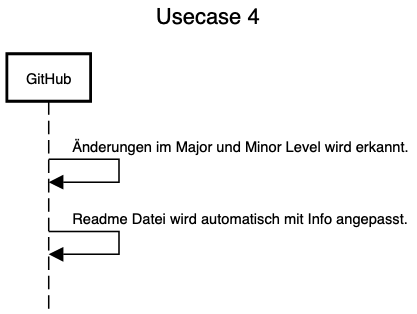 Usecase 4
GitHub
Änderungen im Major und Minor Level wird erkannt.
Readme Datei wird automatisch mit Info angepasst.